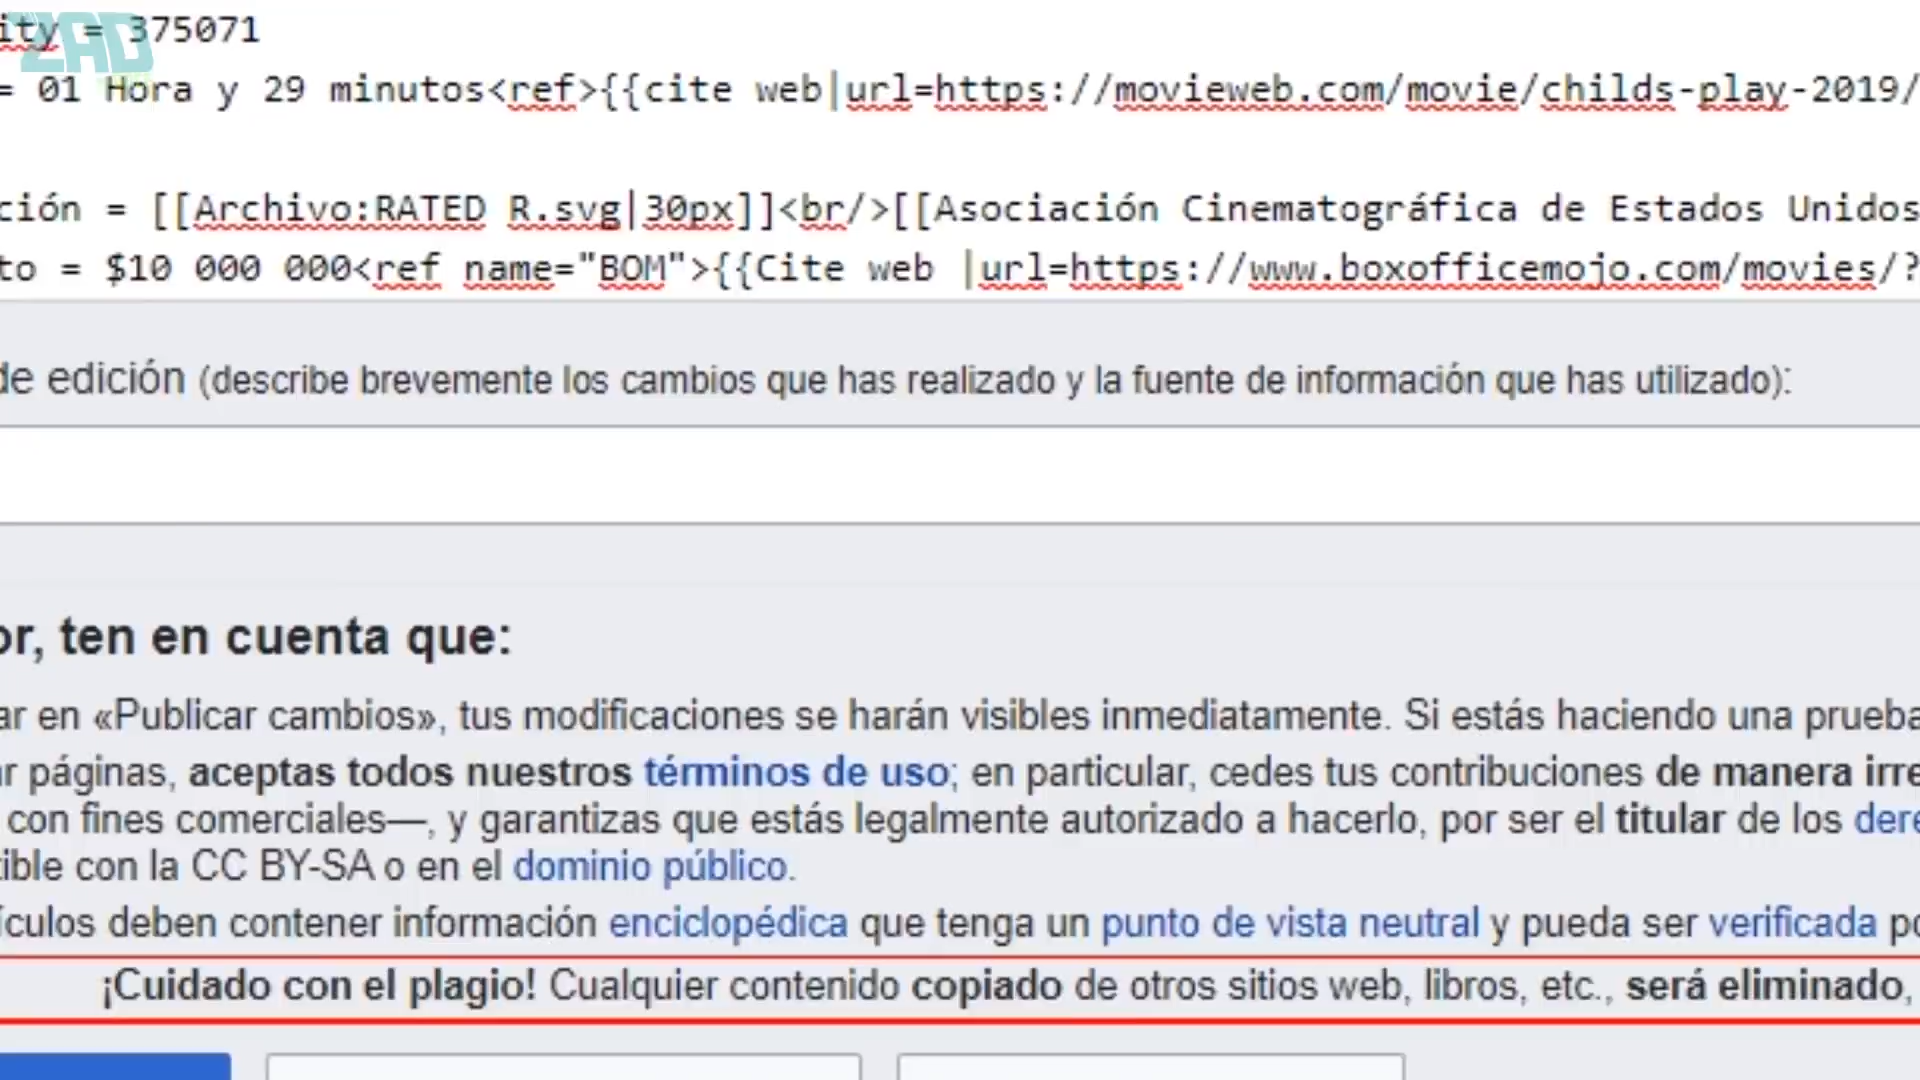 ZAD
ity = 375071
= 01 Hora y 29 minutos<ref>{{cite web|url=https://movieweb.com/movie/childs-play-2019/
ción = [[Archivo:RATED R.svg|30px]]<br/>[[Asociación Cinematográfica de Estados Unidos
to = $10 000 000<ref name="BOM">{{Cite web |url=https://www.boxofficemojo.com/movies/?
de edición (describe brevemente los cambios que has realizado y la fuente de información que has utilizado):
or, ten en cuenta que:
ar en «Publicar cambios», tus modificaciones se harán visibles inmediatamente. Si estás haciendo una prueba
ar páginas, aceptas todos nuestros términos de uso; en particular, cedes tus contribuciones de manera irre
con fines comerciales—, y garantizas que estás legalmente autorizado a hacerlo, por ser el titular de los dere
tible con la CC BY-SA o en el dominio público.
ículos deben contener información enciclopédica que tenga un punto de vista neutral y pueda ser verificada po
¡Cuidado con el plagio! Cualquier contenido copiado de otros sitios web, libros, etc., será eliminado,